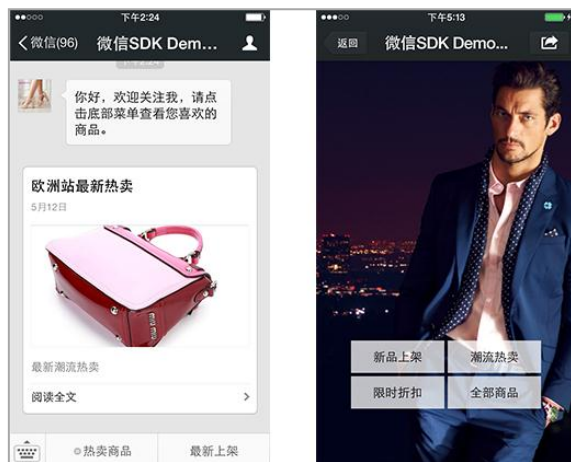 下午2:24
微信(96)
微信SDK Dem...
你好，欢迎关注我，请点
击底部菜单查看您喜欢的
商品。
欧洲站最新热卖
5月12日
最新潮流热卖
阅读全文
热卖商品
最新上架
下午5:13
返回
微信SDK Demo...
新品上架
潮流热卖
限时折扣
全部商品